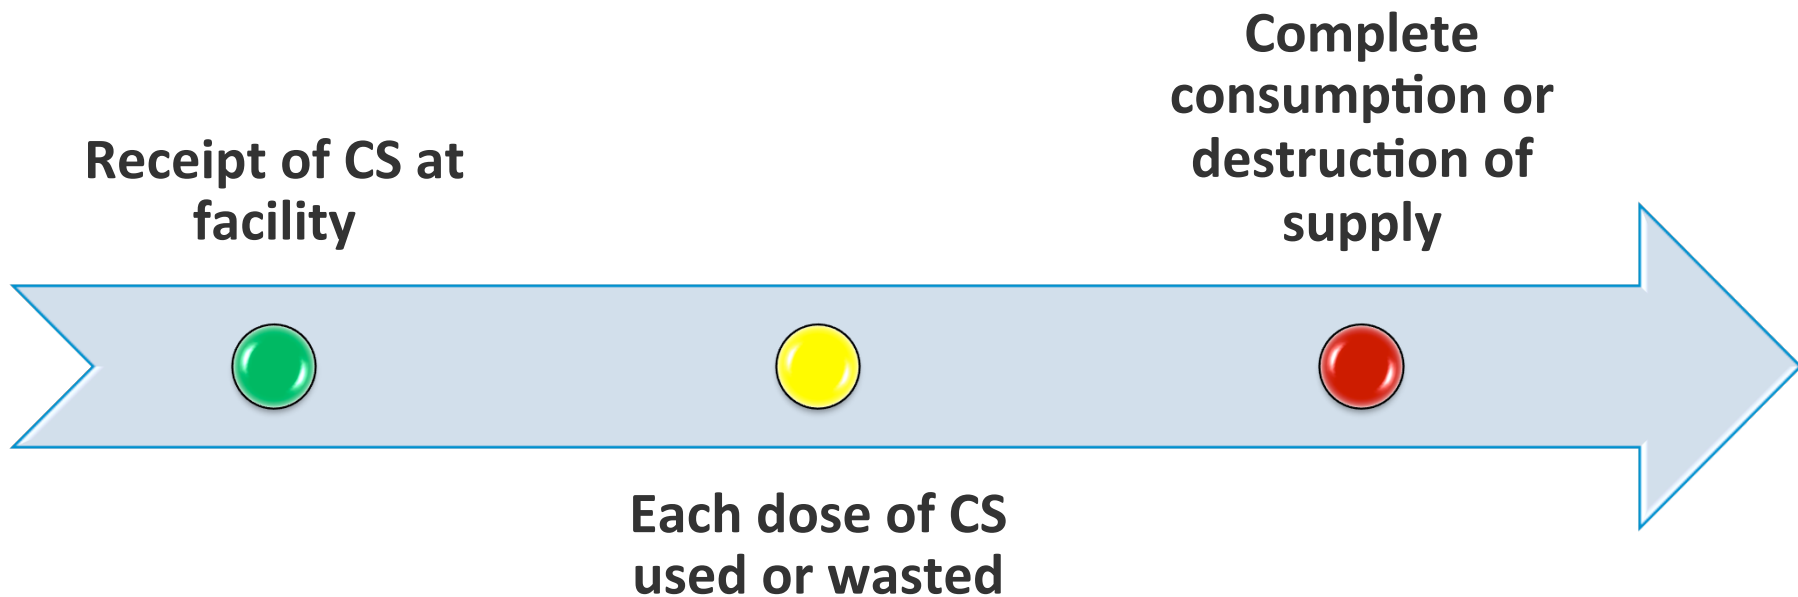 Receipt of CS at
facility
Each dose of CS
used or wasted
Complete
consumption or
destruction of
supply